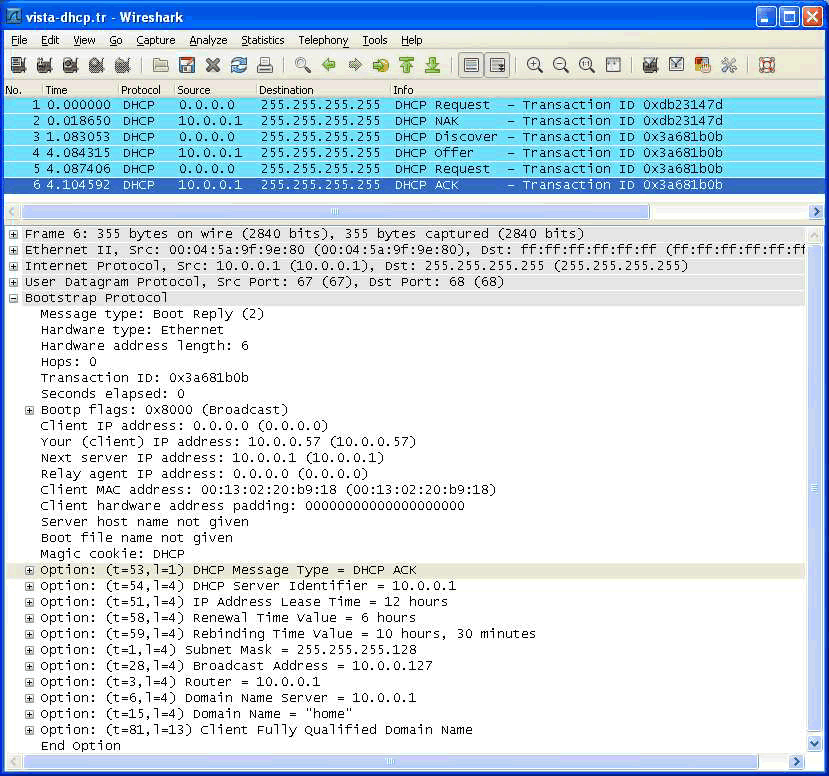 vista-dhcp.tr - Wireshark
File Edit View Go Capture Analyze Statistics Telephony Tools Help
No. Time Protocol Source Destination Info
1 0.000000 DHCP 0.0.0.0 255.255.255.255 DHCP Request - Transaction ID 0xdb23147d
2 0.018650 DHCP 10.0.0.1 255.255.255.255 DHCP NAK - Transaction ID 0xdb23147d
3 1.083053 DHCP 0.0.0.0 255.255.255.255 DHCP Discover - Transaction ID 0x3a681b0b
4 4.084315 DHCP 10.0.0.1 255.255.255.255 DHCP Offer - Transaction ID 0x3a681b0b
5 4.087406 DHCP 0.0.0.0 255.255.255.255 DHCP Request - Transaction ID 0x3a681b0b
6 4.104592 DHCP 10.0.0.1 255.255.255.255 DHCP ACK - Transaction ID 0x3a681b0b
Frame 6: 355 bytes on wire (2840 bits), 355 bytes captured (2840 bits)
Ethernet II, Src: 00:04:5a:9f:9e:80 (00:04:5a:9f:9e:80), Dst: ff:ff:ff:ff:ff:ff (ff:ff:ff:ff:ff:ff
Internet Protocol, Src: 10.0.0.1 (10.0.0.1), Dst: 255.255.255.255 (255.255.255.255)
User Datagram Protocol, Src Port: 67 (67), Dst Port: 68 (68)
Bootstrap Protocol
Message type: Boot Reply (2)
Hardware type: Ethernet
Hardware address length: 6
Hops: 0
Transaction ID: 0x3a681b0b
Seconds elapsed: 0
Bootp flags: 0x8000 (Broadcast)
Client IP address: 0.0.0.0 (0.0.0.0)
Your (client) IP address: 10.0.0.57 (10.0.0.57)
Next server IP address: 10.0.0.1 (10.0.0.1)
Relay agent IP address: 0.0.0.0 (0.0.0.0)
Client MAC address: 00:13:02:20:b9:18 (00:13:02:20:b9:18)
Client hardware address padding: 00000000000000000000
Server host name not given
Boot file name not given
Magic cookie: DHCP
Option: (t=53,l=1) DHCP Message Type = DHCP ACK
Option: (t=54,l=4) DHCP Server Identifier = 10.0.0.1
Option: (t=51,l=4) IP Address Lease Time = 12 hours
Option: (t=58,l=4) Renewal Time Value = 6 hours
Option: (t=59,l=4) Rebinding Time Value = 10 hours, 30 minutes
Option: (t=1,l=4) Subnet Mask = 255.255.255.128
Option: (t=28,l=4) Broadcast Address = 10.0.0.127
Option: (t=3,l=4) Router = 10.0.0.1
Option: (t=6,l=4) Domain Name Server = 10.0.0.1
Option: (t=15,l=4) Domain Name = "home"
Option: (t=81,l=13) Client Fully Qualified Domain Name
End Option